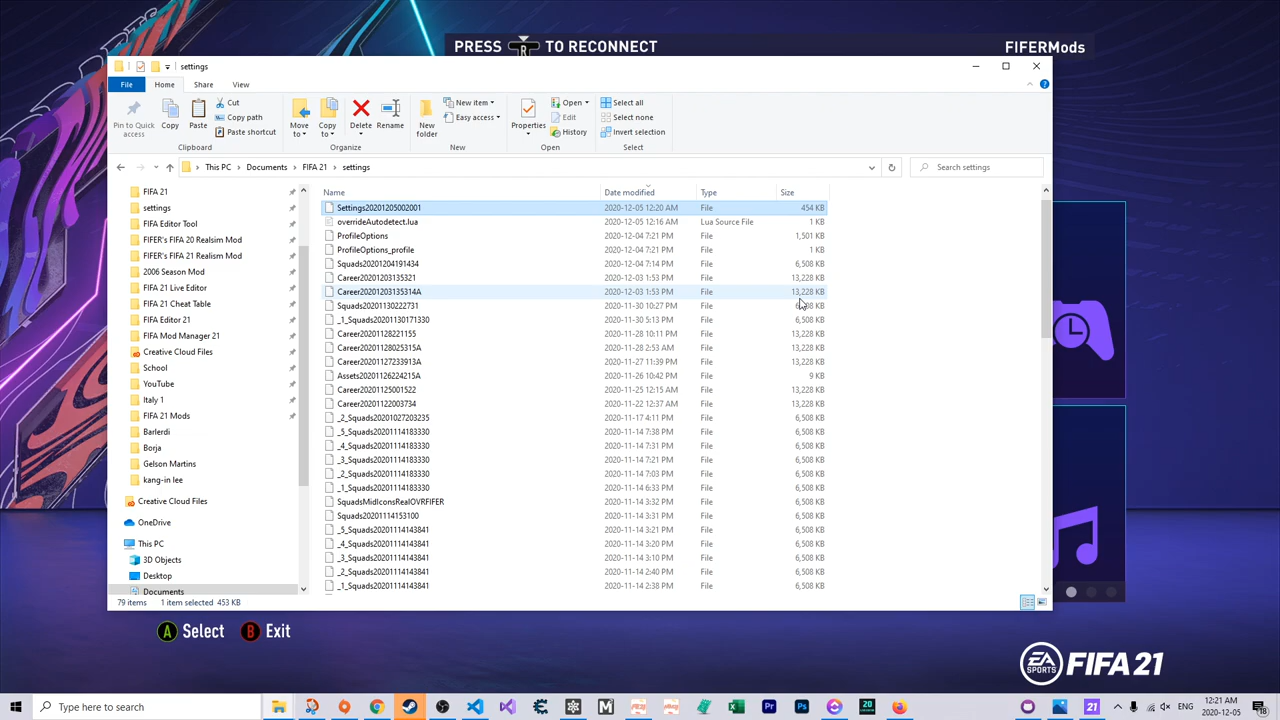 PRESS R TO RECONNECT
FIFERMods
settings
File Home Share View
Pin to Quick access
Copy
Paste
Cut
Copy path
Paste shortcut
Clipboard
Move to
Copy to
Delete
Rename
Organize
New folder
New item
Easy access
New
Properties
Open
Edit
History
Open
Select all
Select none
Invert selection
Select
This PC > Documents > FIFA 21 > settings
Search settings
FIFA 21
settings
FIFA Editor Tool
FIFER's FIFA 20 Realsim Mod
FIFER's FIFA 21 Realism Mod
2006 Season Mod
FIFA 21 Live Editor
FIFA 21 Cheat Table
FIFA Editor 21
FIFA Mod Manager 21
Creative Cloud Files
School
YouTube
Italy 1
FIFA 21 Mods
Barlerdi
Borja
Gelson Martins
kang-in lee
Creative Cloud Files
OneDrive
This PC
3D Objects
Desktop
Documents
Name Date modified Type Size
Settings20201205002001 2020-12-05 12:20 AM File 454 KB
overrideAutodetect.lua 2020-12-05 12:16 AM Lua Source File 1 KB
ProfileOptions 2020-12-04 7:21 PM File 1,501 KB
ProfileOptions_profile 2020-12-04 7:21 PM File 1 KB
Squads20201204191434 2020-12-04 7:21 PM File 6,508 KB
Career20201203135321 2020-12-03 1:53 PM File 13,228 KB
Career20201203135314A 2020-12-03 1:53 PM File 13,228 KB
Squads20201130222731 2020-11-30 10:27 PM File 6,508 KB
_1_Squads20201130171330 2020-11-30 5:13 PM File 6,508 KB
Career20201128221155 2020-11-28 10:11 PM File 13,228 KB
Career20201128025315A 2020-11-28 2:53 AM File 13,228 KB
Career20201127233913A 2020-11-27 11:39 PM File 13,228 KB
Assets20201126224215A 2020-11-26 10:42 PM File 9 KB
Career20201125001522 2020-11-25 12:15 AM File 13,228 KB
Career20201122003734 2020-11-22 12:37 AM File 13,228 KB
_2_Squads20201027203235 2020-11-17 4:11 PM File 6,508 KB
_5_Squads20201114183330 2020-11-14 7:38 PM File 6,508 KB
_4_Squads20201114183330 2020-11-14 7:31 PM File 6,508 KB
_3_Squads20201114183330 2020-11-14 7:21 PM File 6,508 KB
_2_Squads20201114183330 2020-11-14 7:03 PM File 6,508 KB
_1_Squads20201114183330 2020-11-14 6:33 PM File 6,508 KB
SquadsMidIconsRealOVRFIFER 2020-11-14 3:32 PM File 6,508 KB
Squads20201114153100 2020-11-14 3:31 PM File 6,508 KB
_5_Squads20201114143841 2020-11-14 3:21 PM File 6,508 KB
_4_Squads20201114143841 2020-11-14 3:20 PM File 6,508 KB
_3_Squads20201114143841 2020-11-14 3:10 PM File 6,508 KB
_2_Squads20201114143841 2020-11-14 2:40 PM File 6,508 KB
_1_Squads20201114143841 2020-11-14 2:38 PM File 6,508 KB
79 items 1 item selected 453 KB
A Select B Exit
EA SPORTS FIFA 21
Type here to search
12:21 AM
2020-12-05